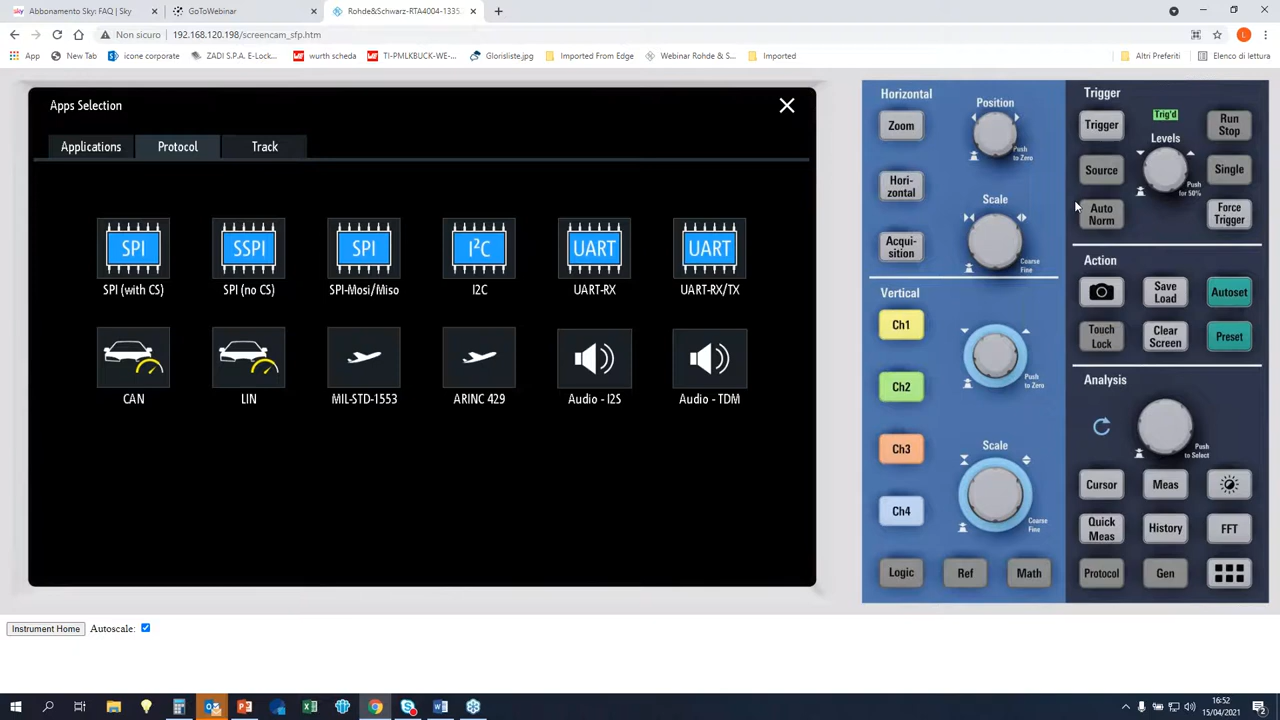 Abbonamento Sky: FAQ | Sky
GoToWebinar
Rohde&Schwarz-RTA4004-1335
Non sicuro
192.168.120.198/screencam_sfp.htm
App
New Tab
icone corporate
ZADI S.P.A. E-Lock...
wurth scheda
TI-PMLKBUCK-WE-...
Glorisliste.jpg
Imported From Edge
Webinar Rohde & S...
Imported
Altri Preferiti
Elenco di lettura
Apps Selection
Applications
Protocol
Track
SPI
SSPI
SPI
I²C
UART
UART
SPI (with CS)
SPI (no CS)
SPI-Mosi/Miso
I2C
UART-RX
UART-RX/TX
CAN
LIN
MIL-STD-1553
ARINC 429
Audio - I2S
Audio - TDM
Horizontal
Zoom
Position
Push
to Zero
Hori-
zontal
Scale
Acqui-
sition
Coarse
Fine
Vertical
Ch1
Push
to Zero
Ch2
Ch3
Scale
Ch4
Coarse
Fine
Logic
Ref
Math
Trigger
Trigger
Trig'd
Run
Stop
Levels
Source
Single
Push
for 50%
Auto
Norm
Force
Trigger
Action
Save
Load
Autoset
Touch
Lock
Clear
Screen
Preset
Analysis
Push
to Select
Cursor
Meas
Quick
Meas
History
FFT
Protocol
Gen
Instrument Home
Autoscale:
16:52
15/04/2021
2